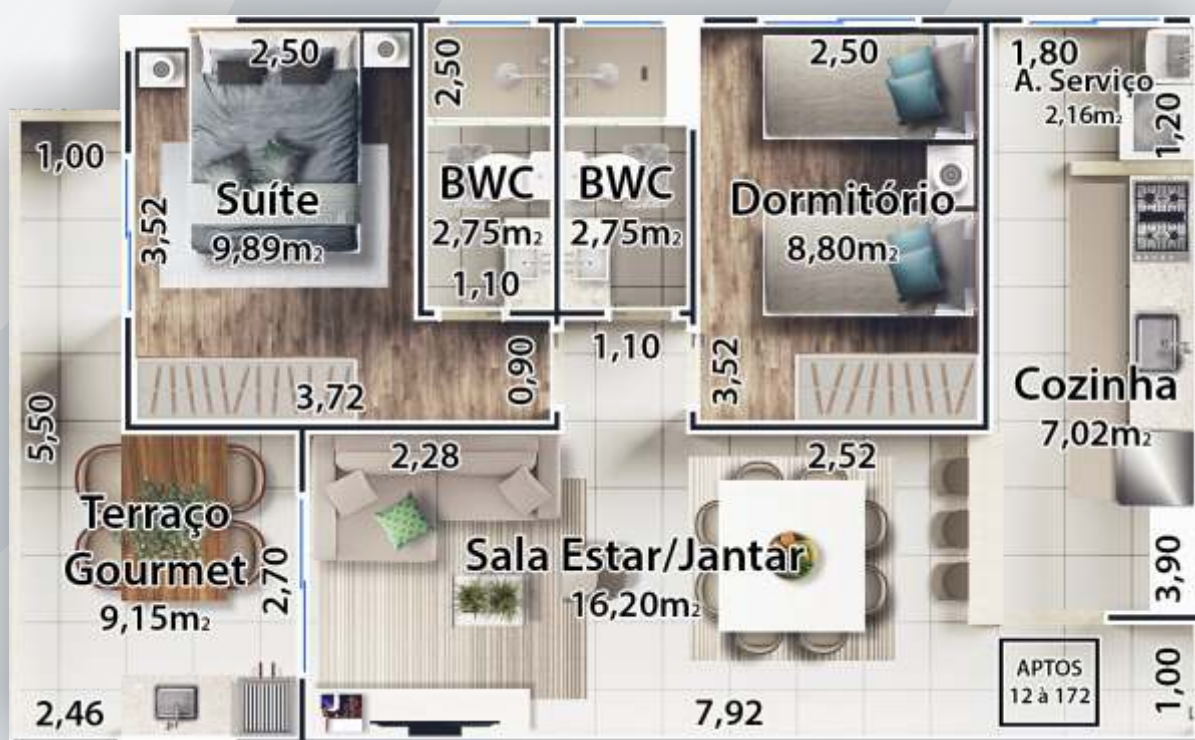 2,50
2,50
2,50
1,80
A. Serviço
2,16m2
1,20
1,00
3,52
Suíte
9,89m2
BWC
2,75m2
1,10
BWC
2,75m2
Dormitório
8,80m2
3,72
0,90
1,10
3,52
Cozinha
7,02m2
5,50
2,28
2,52
Terraço
Gourmet
9,15m2
2,70
Sala Estar/Jantar
16,20m2
3,90
APTOS
12 à 172
1,00
2,46
7,92